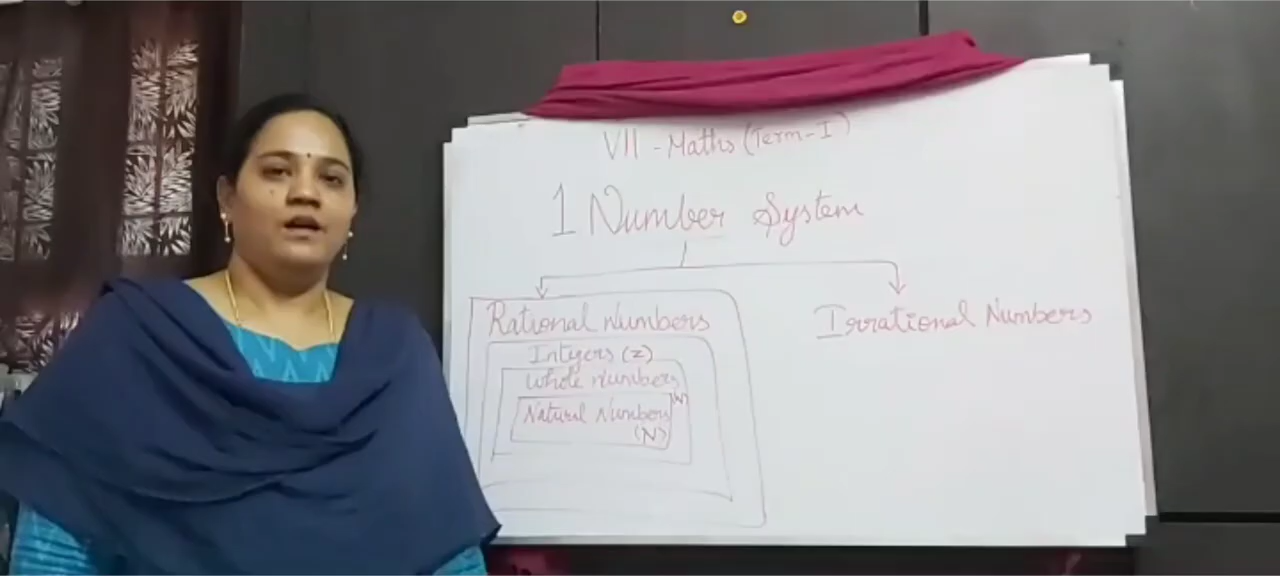 VII - Maths (Term-I)
1 Number System
Rational Numbers
Irrational Numbers
Integers (Z)
Whole Numbers
W
Natural Numbers
(N)